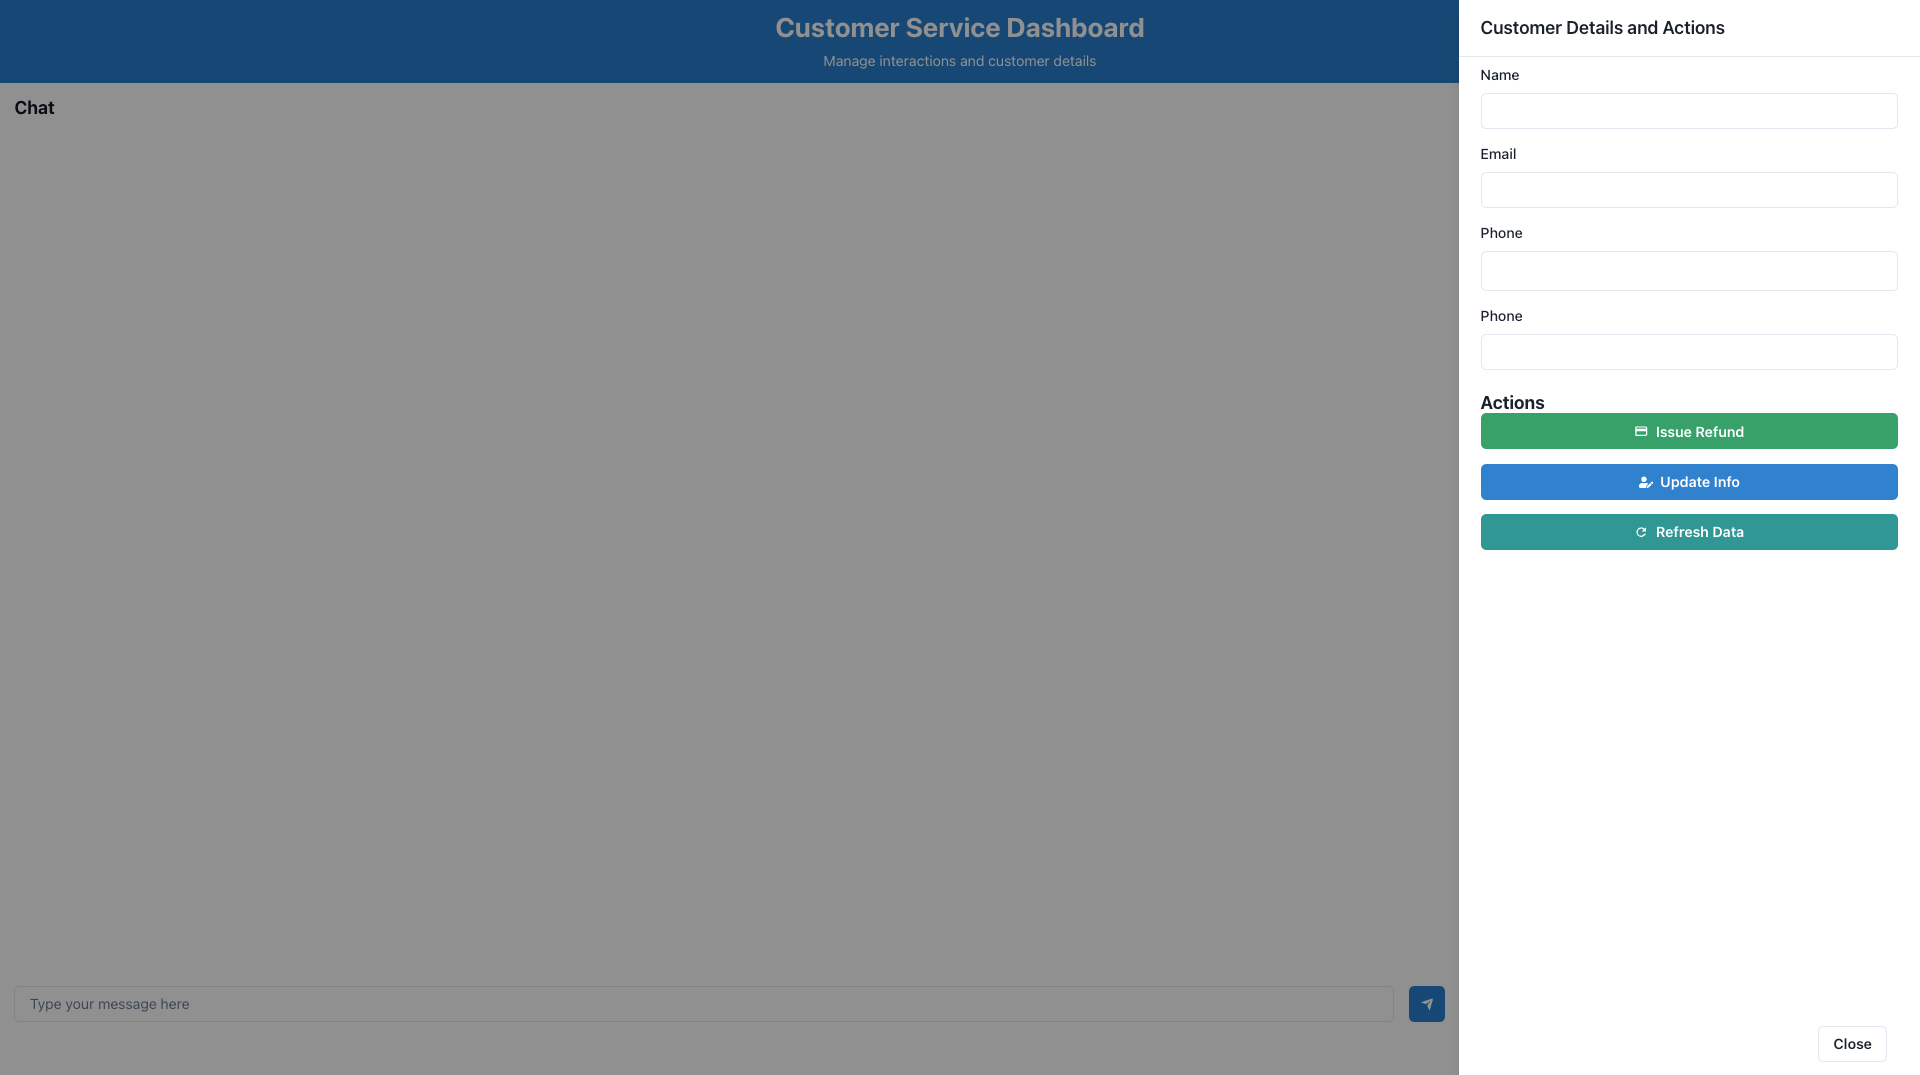 Customer Service Dashboard
Manage interactions and customer details
Chat
Type your message here
Customer Details and Actions
Name
Email
Phone
Phone
Actions
Issue Refund
Update Info
Refresh Data
Close